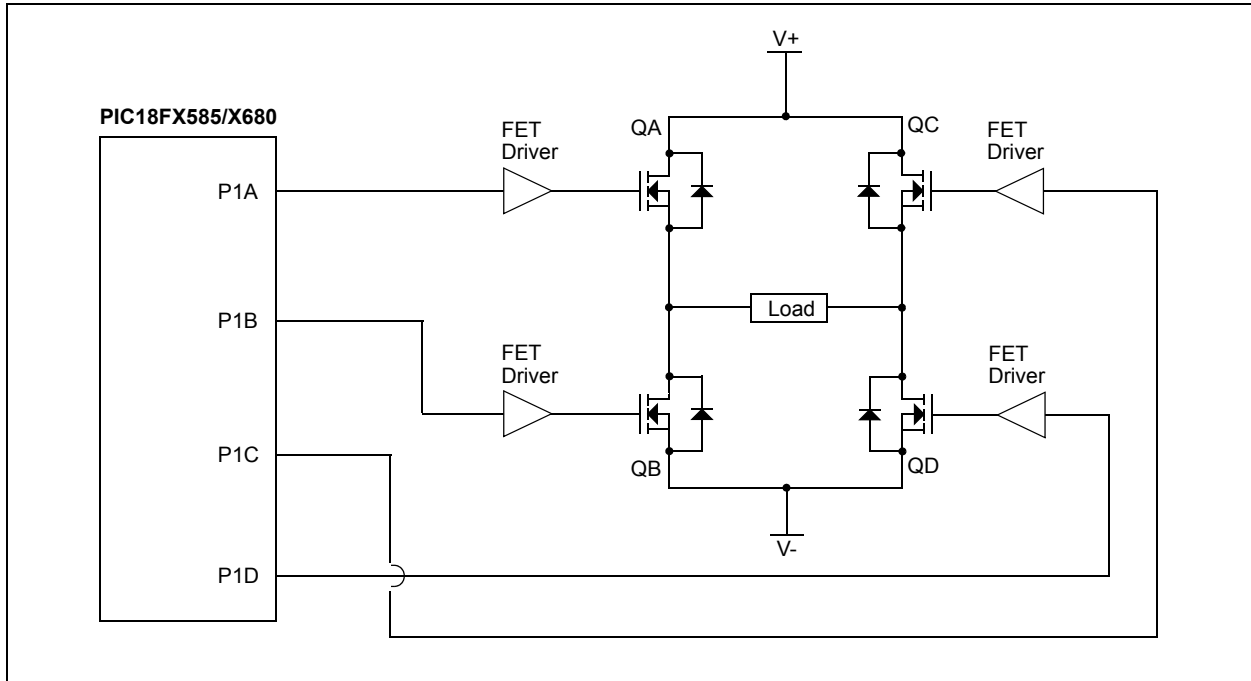 V+
PIC18FX585/X680
FET
Driver
QA
QC
FET
Driver
P1A
P1B
Load
FET
Driver
FET
Driver
P1C
QB
QD
V-
P1D